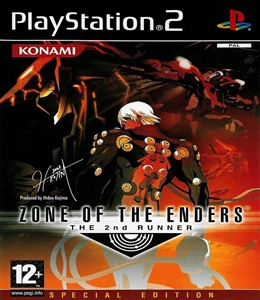 PlayStation®2
PAL
KONAMI
Produced by Hideo Kojima
ZONE OF THE ENDERS
THE 2nd RUNNER
12+
www.pegi.info
SPECIAL EDITION